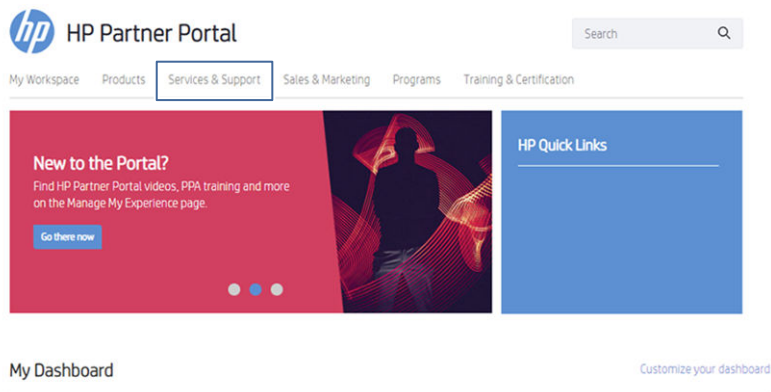 hp HP Partner Portal
Search
My Workspace Products Services & Support Sales & Marketing Programs Training & Certification
New to the Portal?
Find HP Partner Portal videos, PPA training and more
on the Manage My Experience page.
Go there now
HP Quick Links
My Dashboard
Customize your dashboard